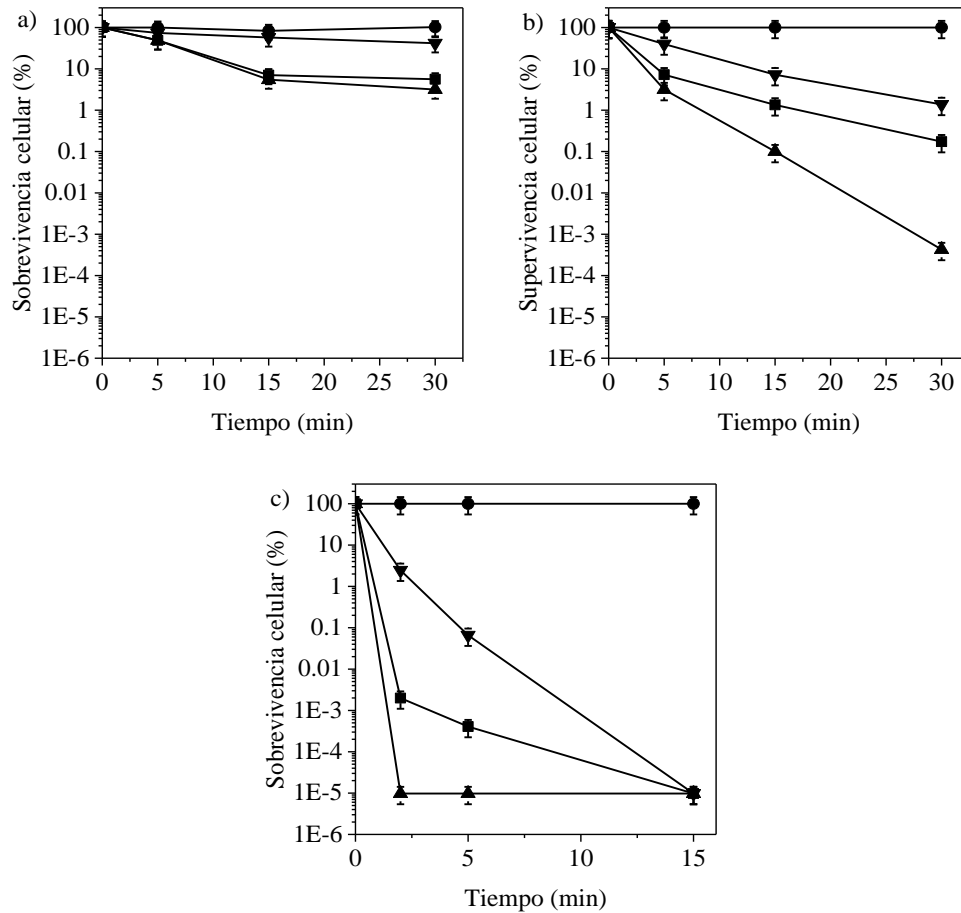 a)
Sobrevivencia celular (%)
100
10
1
0.1
0.01
1E-3
1E-4
1E-5
1E-6
0 5 10 15 20 25 30
Tiempo (min)
b)
Supervivencia celular (%)
100
10
1
0.1
0.01
1E-3
1E-4
1E-5
1E-6
0 5 10 15 20 25 30
Tiempo (min)
c)
Sobrevivencia celular (%)
100
10
1
0.1
0.01
1E-3
1E-4
1E-5
1E-6
0 5 10 15
Tiempo (min)